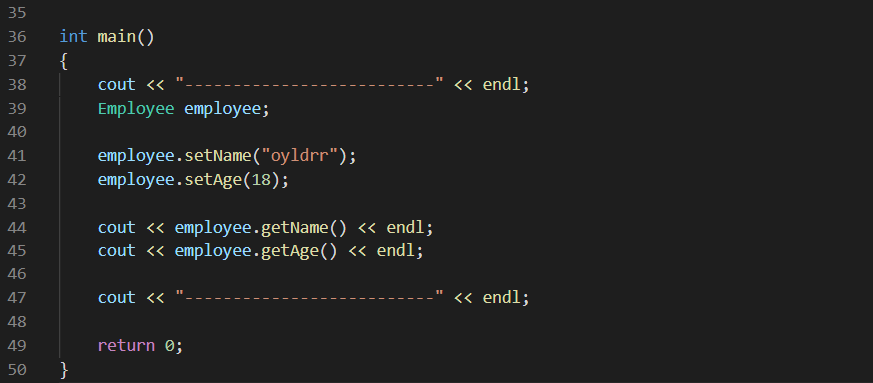 35
36 int main()
37 {
38 cout << "--------------------------" << endl;
39 Employee employee;
40
41 employee.setName("oyldrr");
42 employee.setAge(18);
43
44 cout << employee.getName() << endl;
45 cout << employee.getAge() << endl;
46
47 cout << "--------------------------" << endl;
48
49 return 0;
50 }